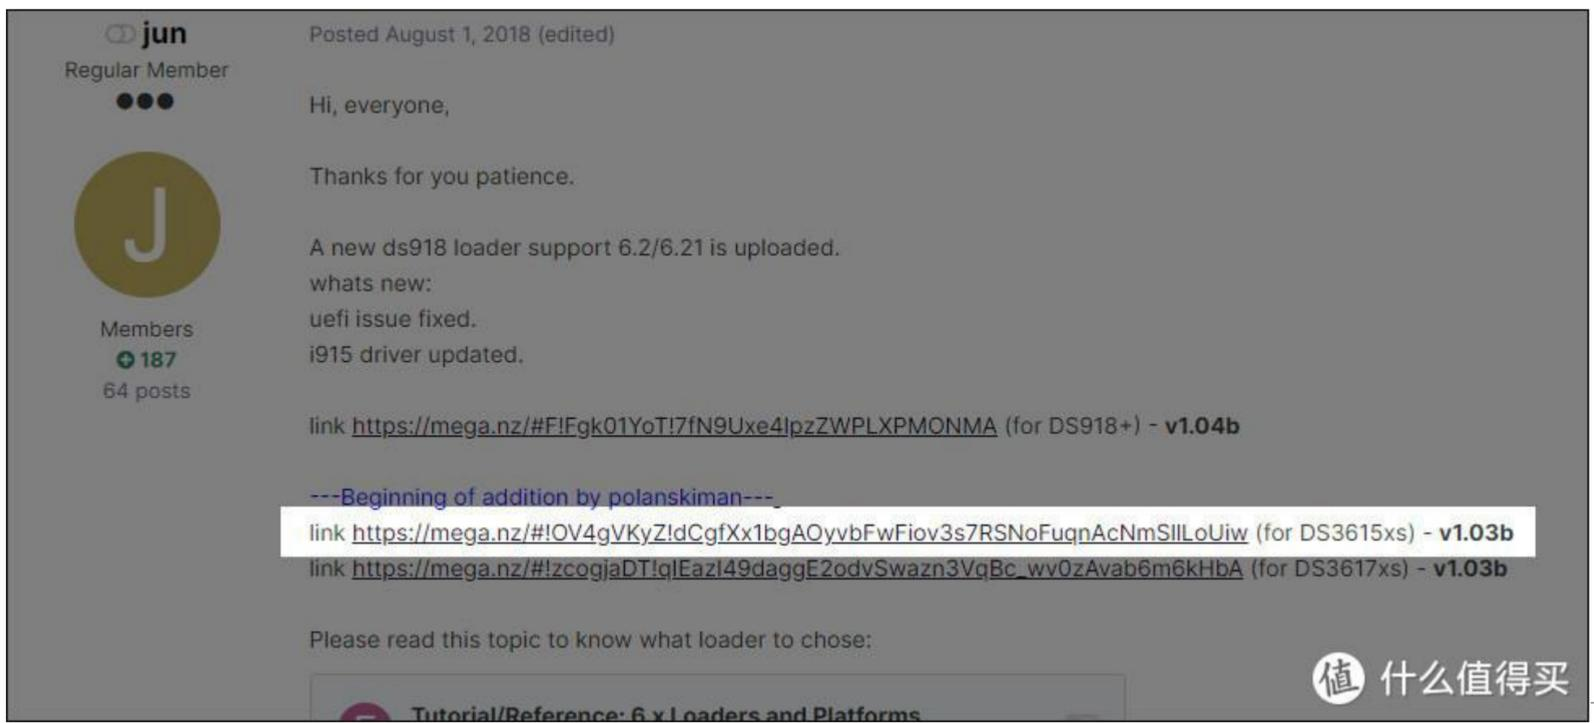 jun
Regular Member
J
Members
187
64 posts
Posted August 1, 2018 (edited)
Hi, everyone,
Thanks for you patience.
A new ds918 loader support 6.2/6.21 is uploaded.
whats new:
uefi issue fixed.
i915 driver updated.
link https://mega.nz/#F!Fgk01YoT!7fN9Uxe4lpzZWPLXPMONMA (for DS918+) - v1.04b
---Beginning of addition by polanskiman---
link https://mega.nz/#!OV4gVKyZ!dCgfXx1bgAOyvbFwFiov3s7RSNoFuqnAcNmSIlLoUiw (for DS3615xs) - v1.03b
link https://mega.nz/#!zcogjaDT!qIEazI49daggE2odvSwazn3VqBc_wv0zAvab6m6kHbA (for DS3617xs) - v1.03b
Please read this topic to know what loader to chose:
Tutorial/Reference: 6.x Loaders and Platforms
值 什么值得买